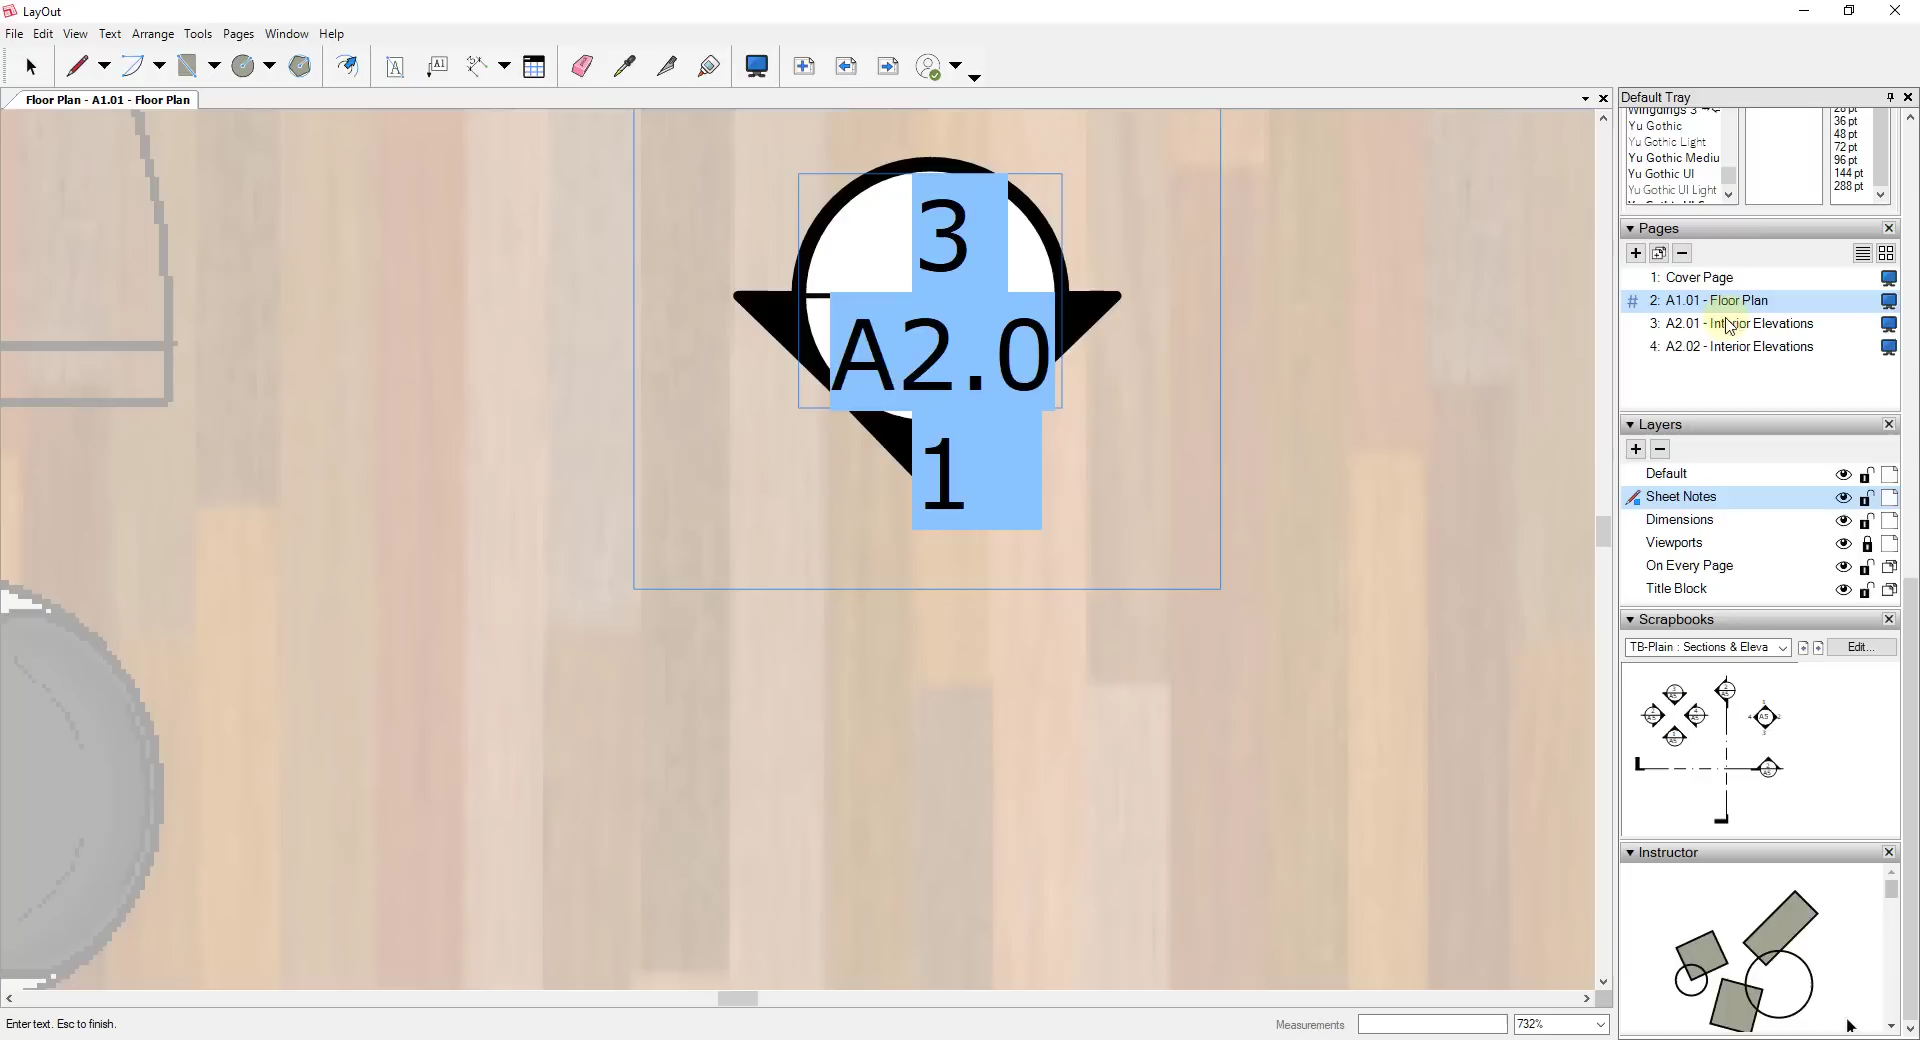 LayOut
File Edit View Text Arrange Tools Pages Window Help
Floor Plan - A1.01 - Floor Plan
3
A2.0
1
Default Tray
Wingdings 3
Yu Gothic
Yu Gothic Light
Yu Gothic Mediu
Yu Gothic UI
Yu Gothic UI Light
28 pt
36 pt
48 pt
72 pt
96 pt
144 pt
288 pt
Pages
1: Cover Page
# 2: A1.01 - Floor Plan
3: A2.01 - Interior Elevations
4: A2.02 - Interior Elevations
Layers
Default
Sheet Notes
Dimensions
Viewports
On Every Page
Title Block
Scrapbooks
TB-Plain : Sections & Eleva
Edit...
Instructor
Enter text. Esc to finish.
Measurements
732%